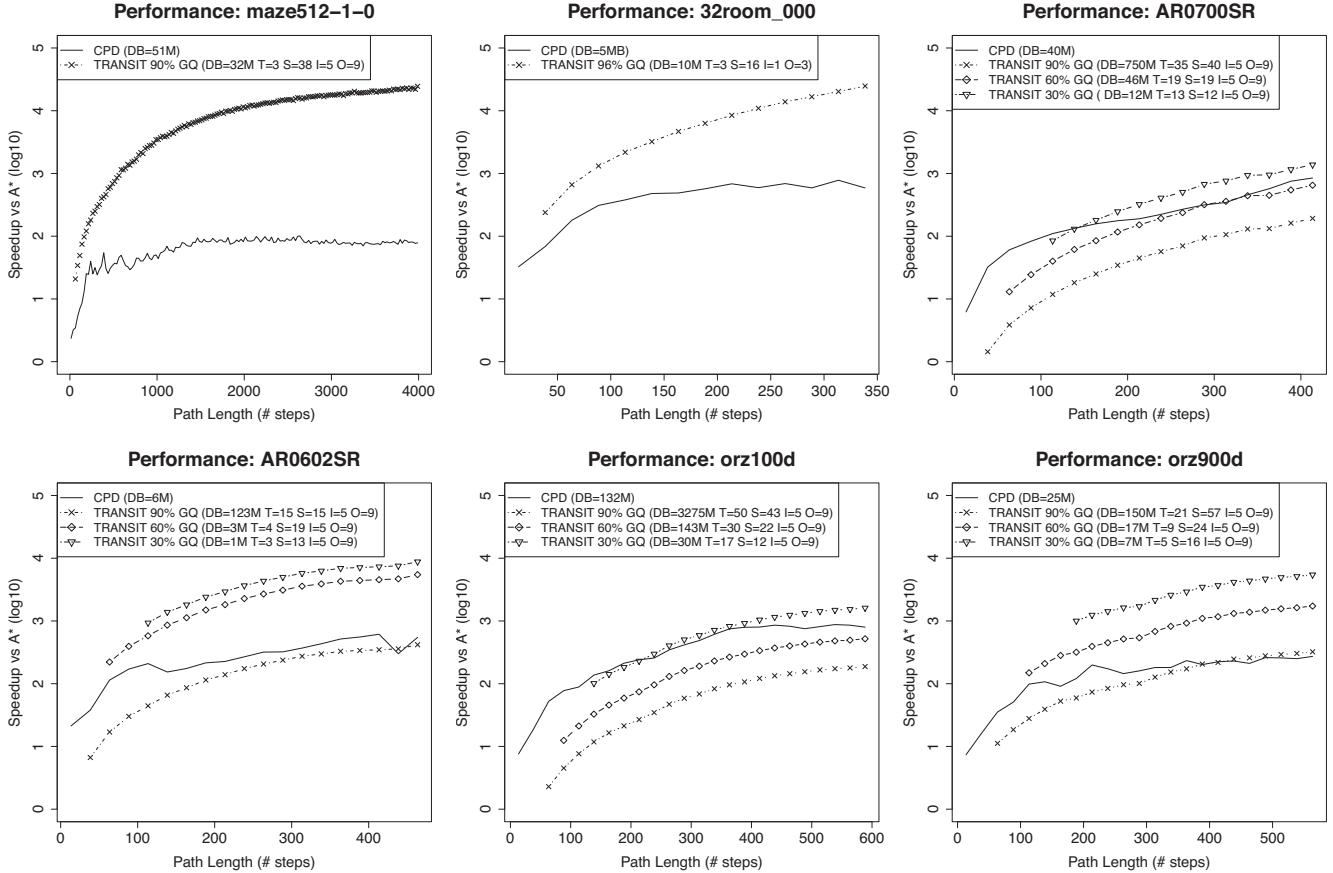 Performance: maze512−1−0
Speedup vs A* (log10)
5
4
3
2
1
0
CPD (DB=51M)
TRANSIT 90% GQ (DB=32M T=3 S=38 I=5 O=9)
0 1000 2000 3000 4000
Path Length (# steps)
Performance: 32room_000
Speedup vs A* (log10)
5
4
3
2
1
0
CPD (DB=5MB)
TRANSIT 96% GQ (DB=10M T=3 S=16 I=1 O=3)
50 100 150 200 250 300 350
Path Length (# steps)
Performance: AR0700SR
Speedup vs A* (log10)
5
4
3
2
1
0
CPD (DB=40M)
TRANSIT 90% GQ (DB=750M T=35 S=40 I=5 O=9)
TRANSIT 60% GQ (DB=46M T=19 S=19 I=5 O=9)
TRANSIT 30% GQ ( DB=12M T=13 S=12 I=5 O=9)
0 100 200 300 400
Path Length (# steps)
Performance: AR0602SR
Speedup vs A* (log10)
5
4
3
2
1
0
CPD (DB=6M)
TRANSIT 90% GQ (DB=123M T=15 S=15 I=5 O=9)
TRANSIT 60% GQ (DB=3M T=4 S=19 I=5 O=9)
TRANSIT 30% GQ (DB=1M T=3 S=13 I=5 O=9)
0 100 200 300 400
Path Length (# steps)
Performance: orz100d
Speedup vs A* (log10)
5
4
3
2
1
0
CPD (DB=132M)
TRANSIT 90% GQ (DB=3275M T=50 S=43 I=5 O=9)
TRANSIT 60% GQ (DB=143M T=30 S=22 I=5 O=9)
TRANSIT 30% GQ (DB=30M T=17 S=12 I=5 O=9)
0 100 200 300 400 500 600
Path Length (# steps)
Performance: orz900d
Speedup vs A* (log10)
5
4
3
2
1
0
CPD (DB=25M)
TRANSIT 90% GQ (DB=150M T=21 S=57 I=5 O=9)
TRANSIT 60% GQ (DB=17M T=9 S=24 I=5 O=9)
TRANSIT 30% GQ (DB=7M T=5 S=16 I=5 O=9)
0 100 200 300 400 500
Path Length (# steps)